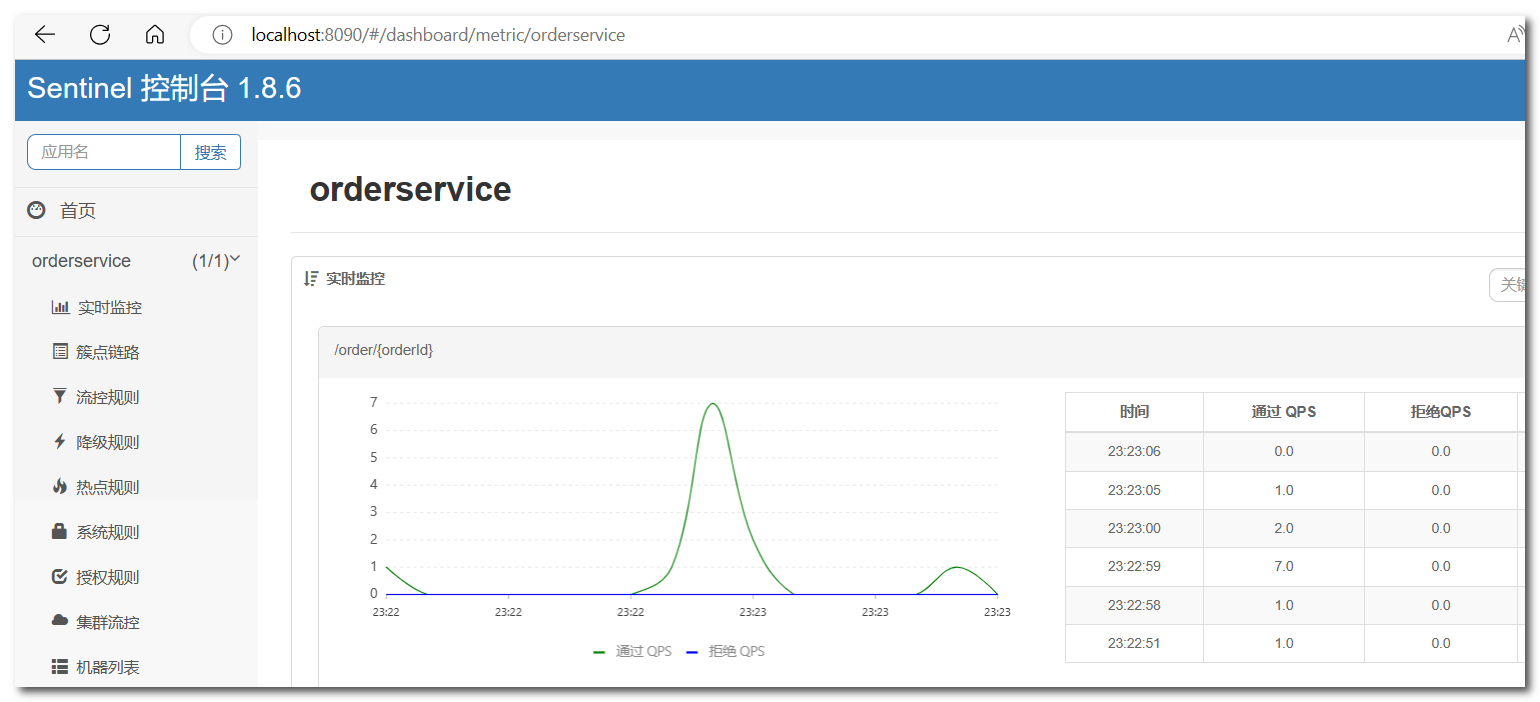 localhost:8090/#/dashboard/metric/orderservice
Sentinel 控制台 1.8.6
应用名 搜索
首页
orderservice (1/1)
实时监控
簇点链路
流控规则
降级规则
热点规则
系统规则
授权规则
集群流控
机器列表
orderservice
实时监控
/order/{orderId}
7
6
5
4
3
2
1
0
23:22 23:22 23:22 23:23 23:23 23:23
通过 QPS 拒绝 QPS
时间 通过 QPS 拒绝QPS
23:23:06 0.0 0.0
23:23:05 1.0 0.0
23:23:00 2.0 0.0
23:22:59 7.0 0.0
23:22:58 1.0 0.0
23:22:51 1.0 0.0